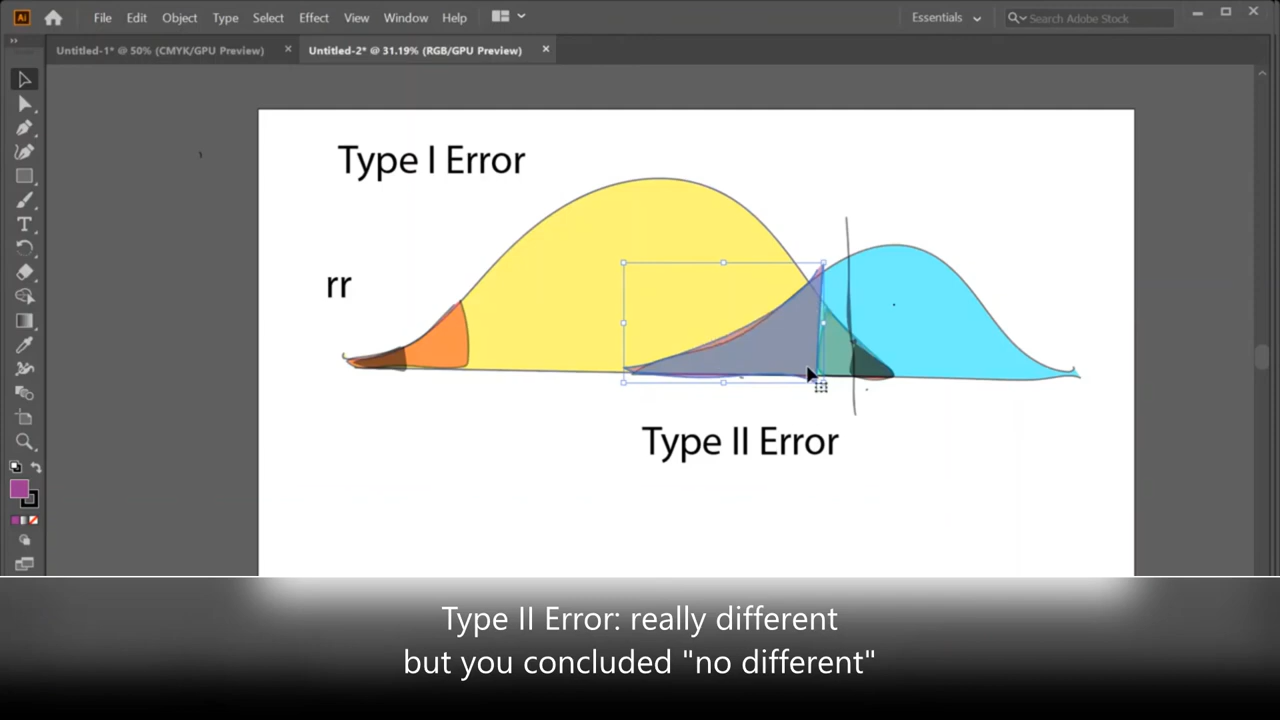 Ai File Edit Object Type Select Effect View Window Help Essentials Search Adobe Stock
Untitled-1* @ 50% (CMYK/GPU Preview) × Untitled-2* @ 31.19% (RGB/GPU Preview) ×
Type I Error
rr
Type II Error
Type II Error: really different
but you concluded "no different"